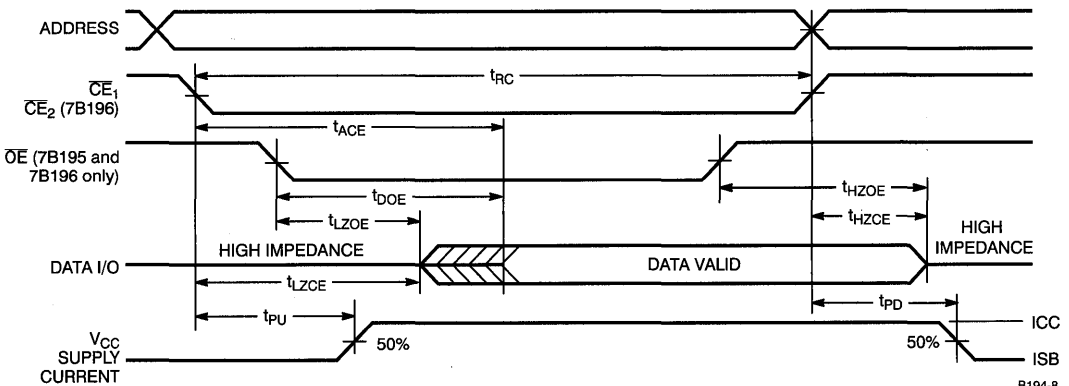 ADDRESS
tRC
CE1
CE2 (7B196)
tACE
OE (7B195 and
7B196 only)
tDOE
tHZOE
tLZOE
tHZCE
HIGH IMPEDANCE
HIGH
IMPEDANCE
DATA I/O
DATA VALID
tLZCE
tPU
tPD
VCC
SUPPLY
CURRENT
50%
50%
ICC
ISB
B194-8